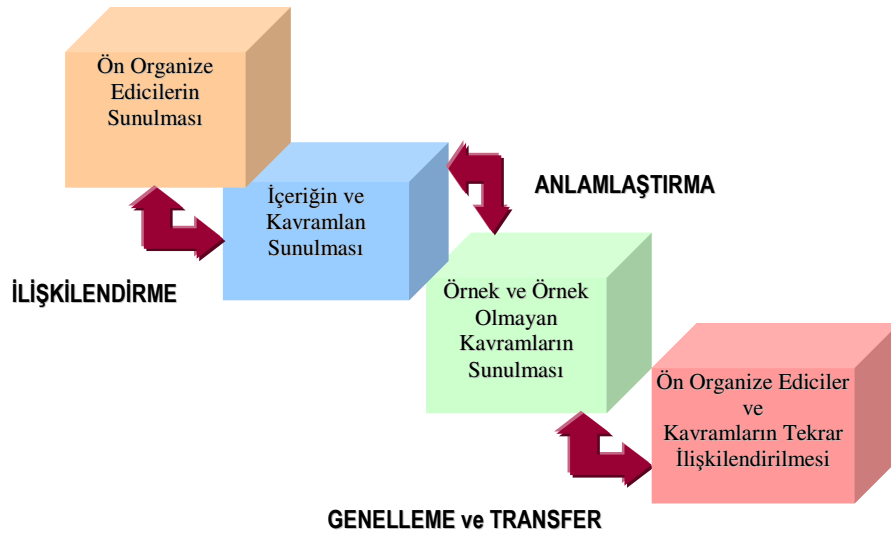 Ön Organize
Edicilerin
Sunulması
İçeriğin ve
Kavramlan
Sunulması
ANLAMLAŞTIRMA
İLİŞKİLENDİRME
Örnek ve Örnek
Olmayan
Kavramların
Sunulması
Ön Organize Ediciler
ve
Kavramların Tekrar
İlişkilendirilmesi
GENELLEME ve TRANSFER